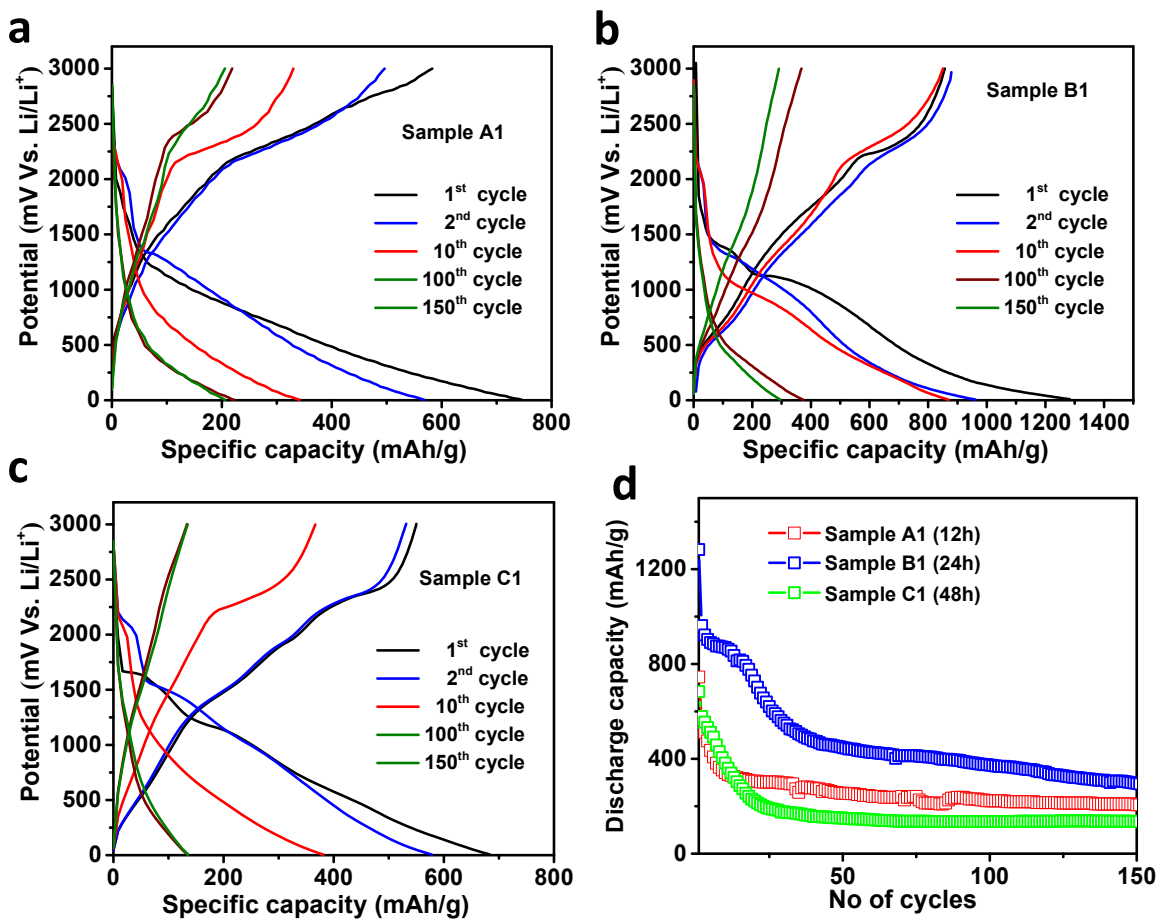 a
3000
2500
2000
1500
1000
500
0
Potential (mV Vs. Li/Li⁺)
Sample A1
1ˢᵗ cycle
2ⁿᵈ cycle
10ᵗʰ cycle
100ᵗʰ cycle
150ᵗʰ cycle
0 200 400 600 800
Specific capacity (mAh/g)
b
3000
2500
2000
1500
1000
500
0
Potential (mV Vs. Li/Li⁺)
Sample B1
1ˢᵗ cycle
2ⁿᵈ cycle
10ᵗʰ cycle
100ᵗʰ cycle
150ᵗʰ cycle
0 200 400 600 800 1000 1200 1400
Specific capacity (mAh/g)
c
3000
2500
2000
1500
1000
500
0
Potential (mV Vs. Li/Li⁺)
Sample C1
1ˢᵗ cycle
2ⁿᵈ cycle
10ᵗʰ cycle
100ᵗʰ cycle
150ᵗʰ cycle
0 200 400 600 800
Specific capacity (mAh/g)
d
1200
800
400
0
Discharge capacity (mAh/g)
Sample A1 (12h)
Sample B1 (24h)
Sample C1 (48h)
50 100 150
No of cycles